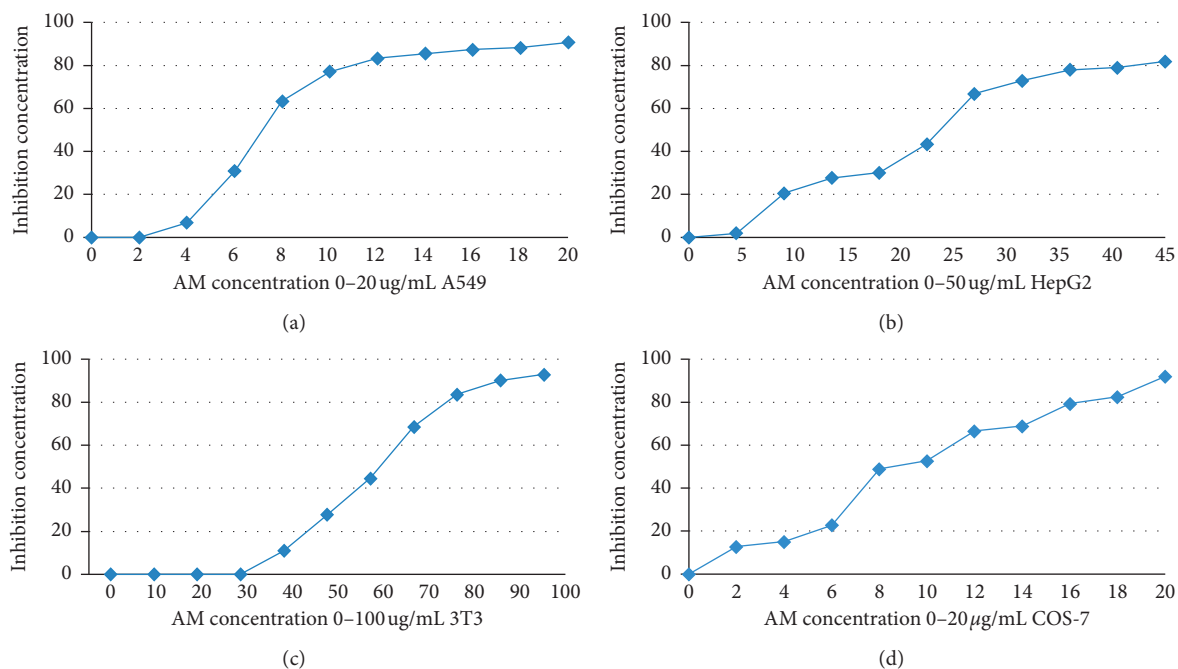 Inhibition concentration
100
80
60
40
20
0
0 2 4 6 8 10 12 14 16 18 20
AM concentration 0–20 ug/mL A549
(a)
Inhibition concentration
100
80
60
40
20
0
0 5 10 15 20 25 30 35 40 45
AM concentration 0–50 ug/mL HepG2
(b)
Inhibition concentration
100
80
60
40
20
0
0 10 20 30 40 50 60 70 80 90 100
AM concentration 0–100 ug/mL 3T3
(c)
Inhibition concentration
100
80
60
40
20
0
0 2 4 6 8 10 12 14 16 18 20
AM concentration 0–20 μg/mL COS-7
(d)